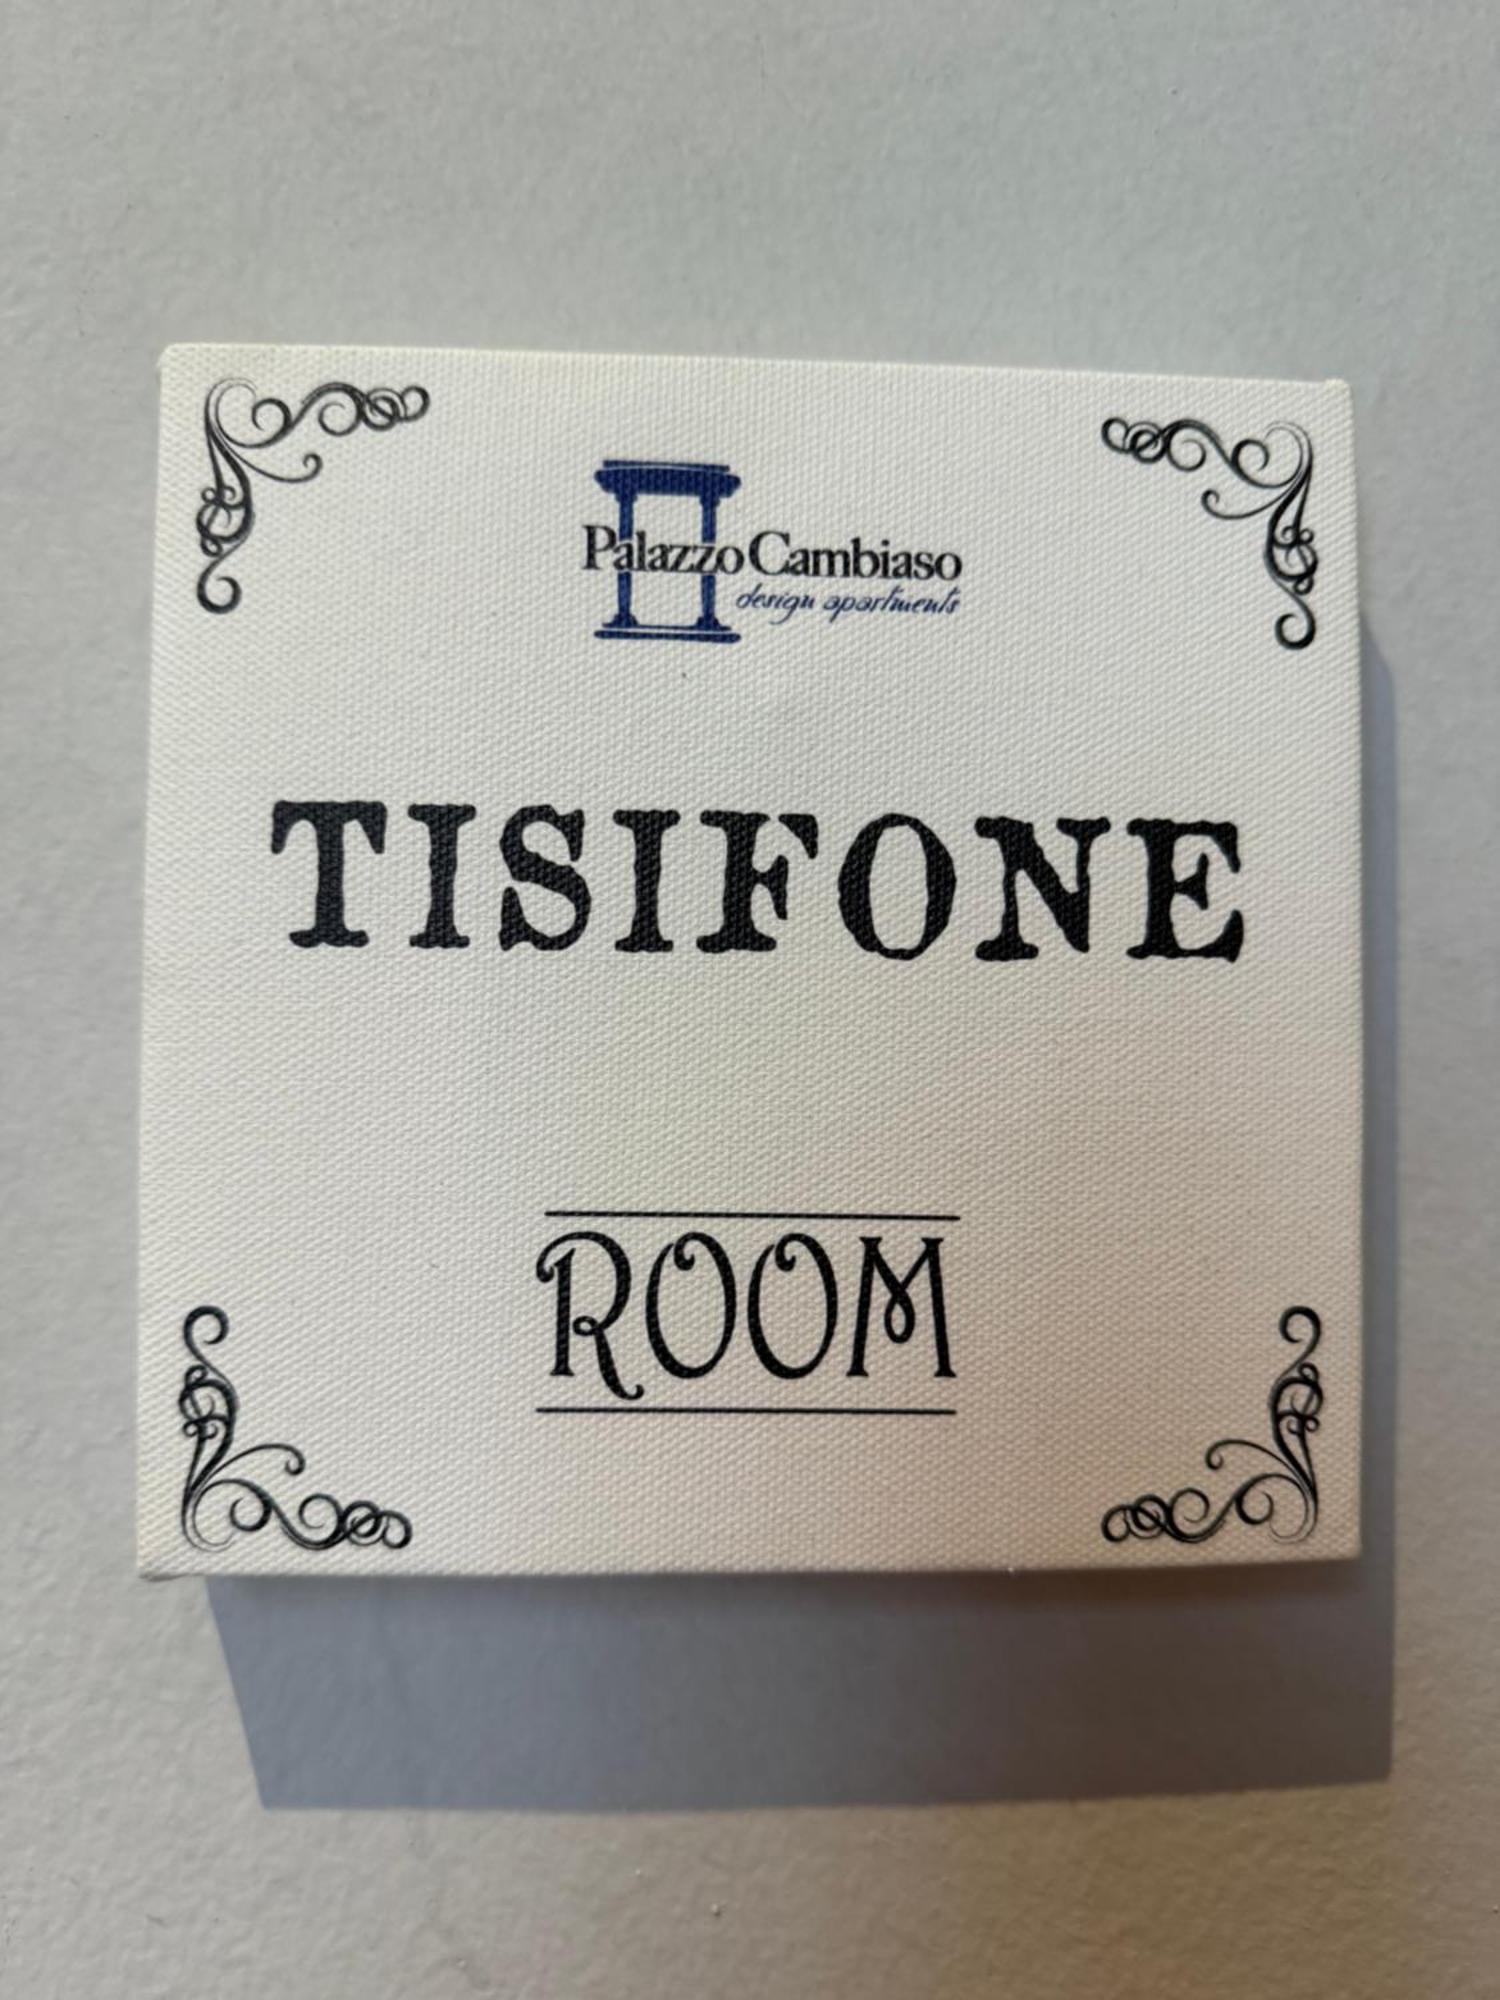 Palazzo Cambiaso
design apartments
TISIFONE
ROOM